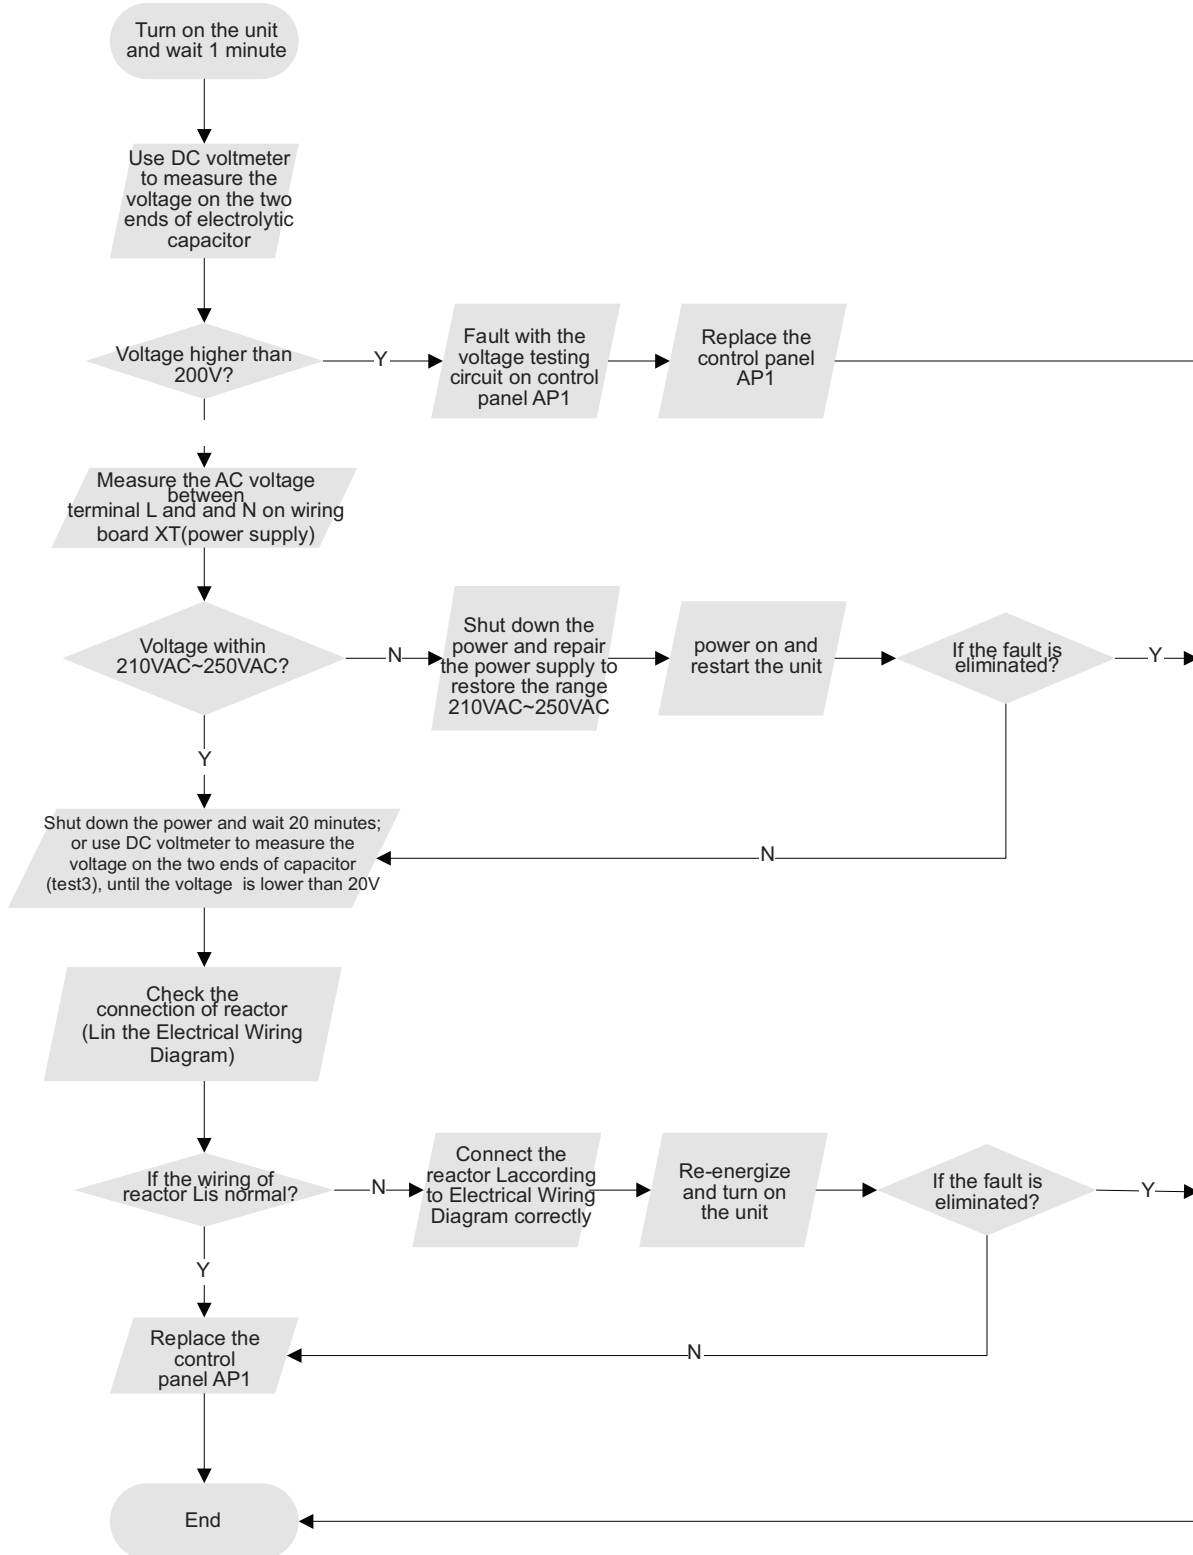 Turn on the unit
and wait 1 minute
Use DC voltmeter
to measure the
voltage on the two
ends of electrolytic
capacitor
Voltage higher than
200V?
Y
Fault with the
voltage testing
circuit on control
panel AP1
Replace the
control panel
AP1
Measure the AC voltage
between
terminal L and and N on wiring
board XT(power supply)
Voltage within
210VAC~250VAC?
N
Shut down the
power and repair
the power supply to
restore the range
210VAC~250VAC
power on and
restart the unit
If the fault is
eliminated?
Y
Y
Shut down the power and wait 20 minutes;
or use DC voltmeter to measure the
voltage on the two ends of capacitor
(test3), until the voltage is lower than 20V
N
Check the
connection of reactor
(Lin the Electrical Wiring
Diagram)
If the wiring of
reactor Lis normal?
N
Connect the
reactor Laccording
to Electrical Wiring
Diagram correctly
Re-energize
and turn on
the unit
If the fault is
eliminated?
Y
Y
Replace the
control
panel AP1
N
End